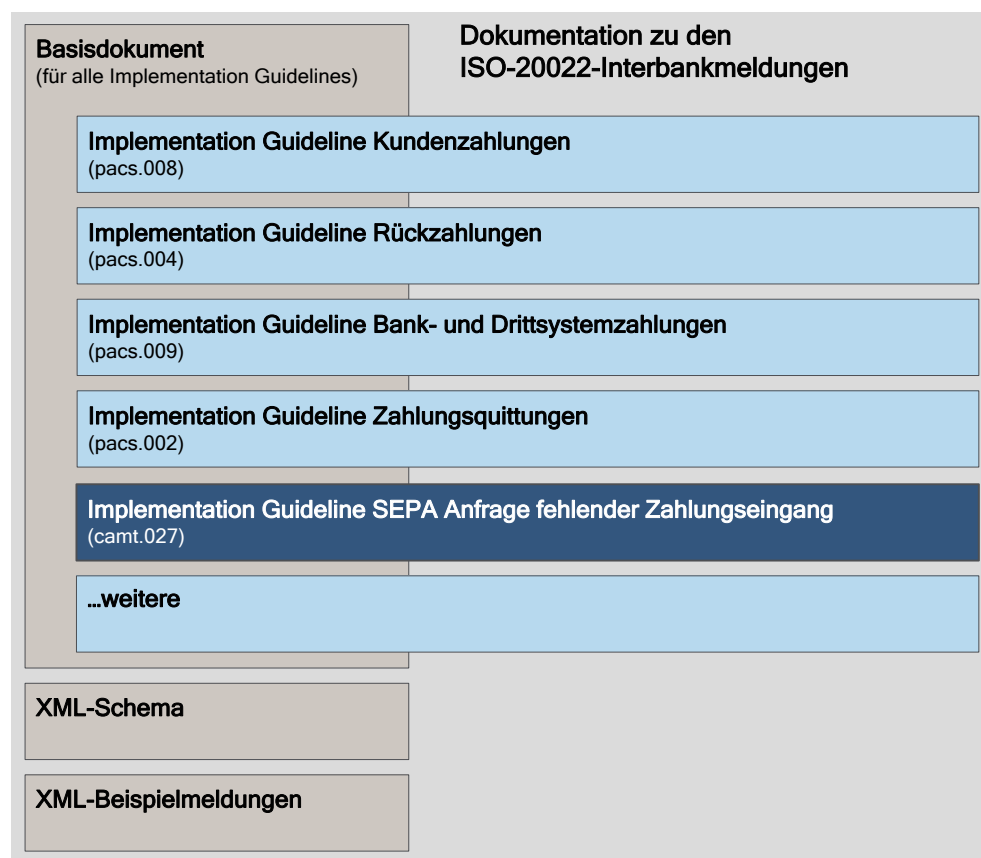 Dokumentation zu den
ISO-20022-Interbankmeldungen
Basisdokument
(für alle Implementation Guidelines)
Implementation Guideline Kundenzahlungen
(pacs.008)
Implementation Guideline Rückzahlungen
(pacs.004)
Implementation Guideline Bank- und Drittsystemzahlungen
(pacs.009)
Implementation Guideline Zahlungsquittungen
(pacs.002)
Implementation Guideline SEPA Anfrage fehlender Zahlungseingang
(camt.027)
...weitere
XML-Schema
XML-Beispielmeldungen